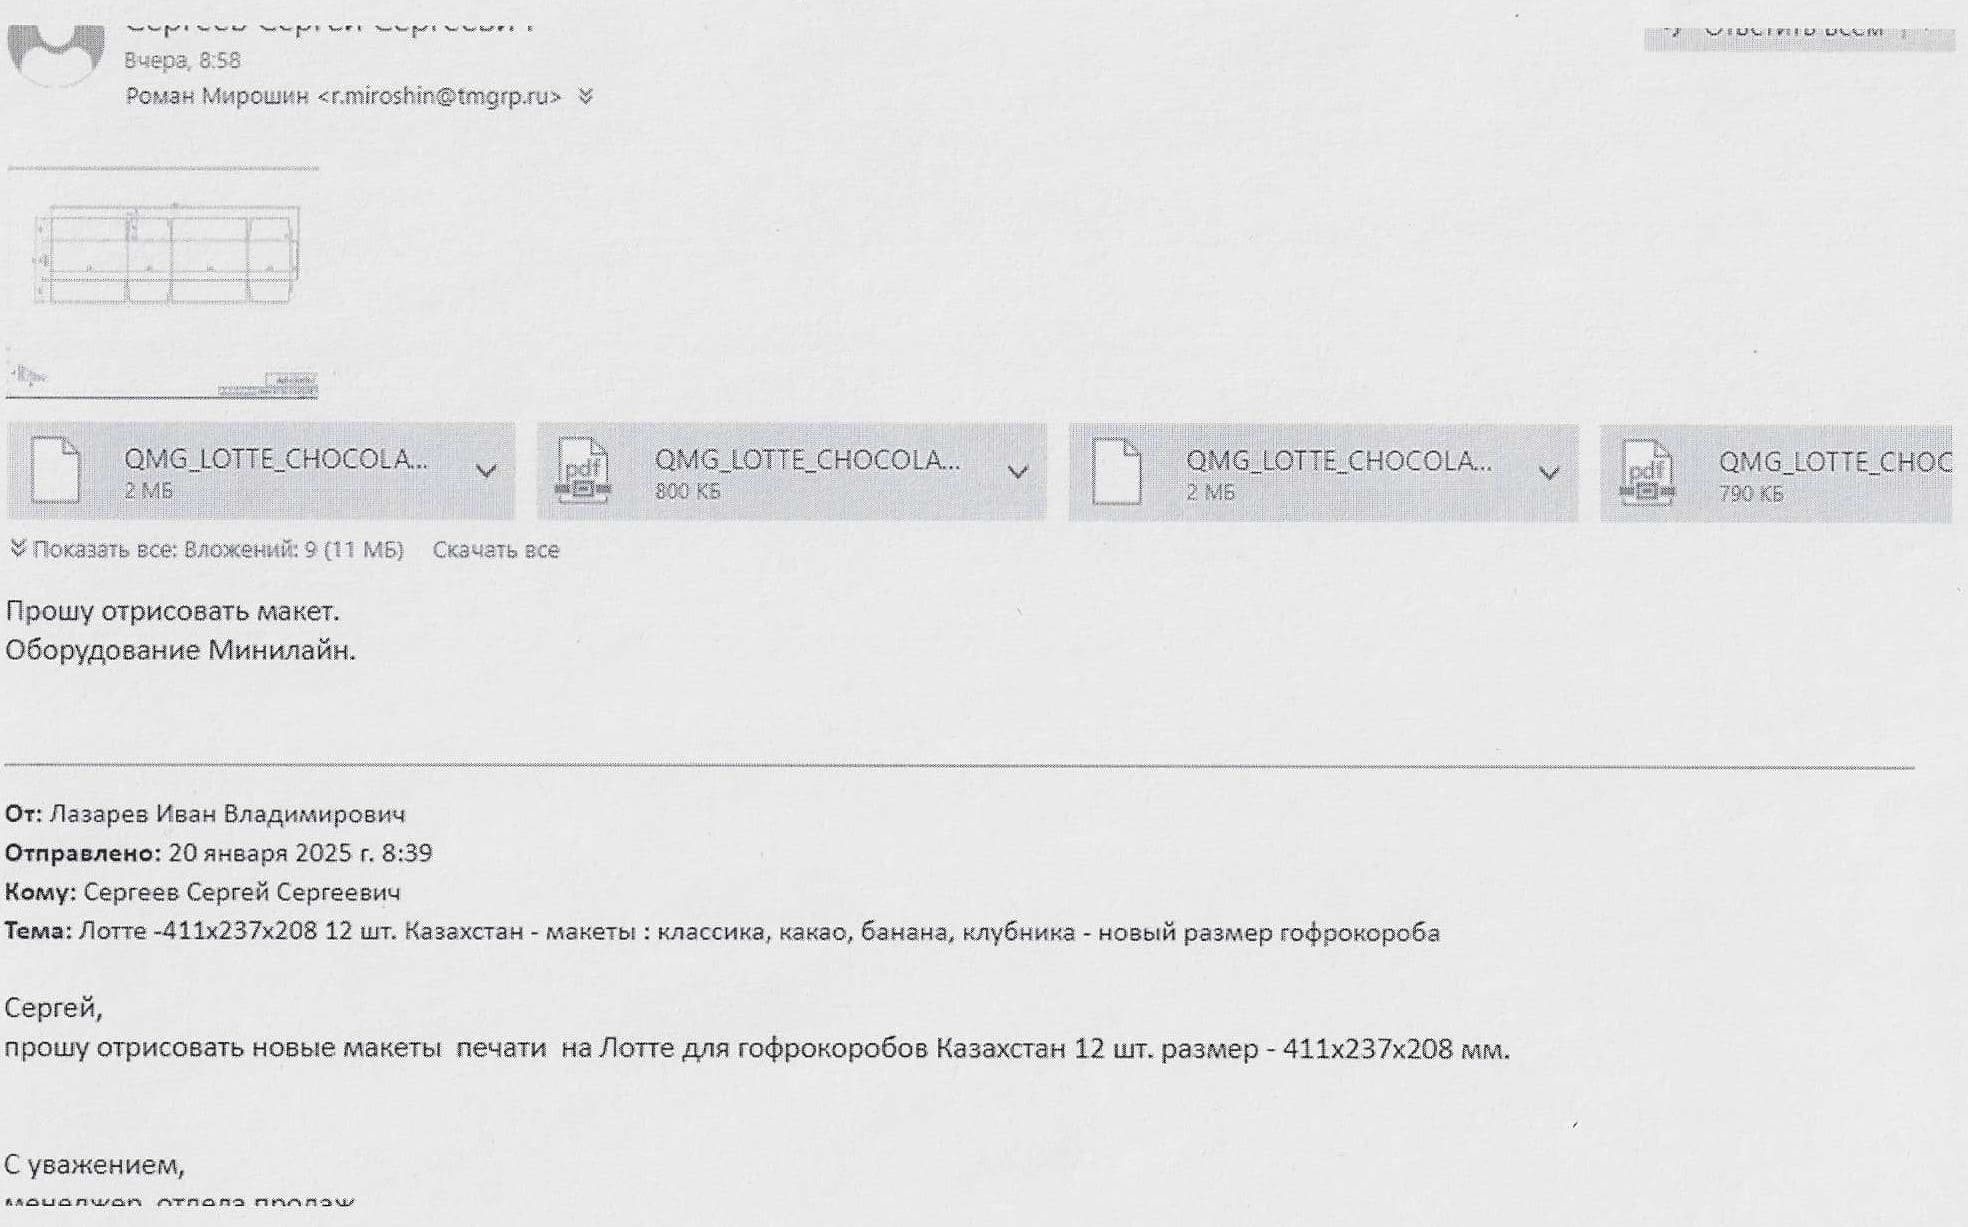 Сергеев Сергей Сергеевич
Ответить всем
Вчера, 8:58
Роман Мирошин <r.miroshin@tmgrp.ru>
QMG_LOTTE_CHOCOLA...
2 МБ
pdf
QMG_LOTTE_CHOCOLA...
800 КБ
QMG_LOTTE_CHOCOLA...
2 МБ
pdf
QMG_LOTTE_CHOC
790 КБ
Показать все: Вложений: 9 (11 МБ) Скачать все
Прошу отрисовать макет.
Оборудование Минилайн.
От: Лазарев Иван Владимирович
Отправлено: 20 января 2025 г. 8:39
Кому: Сергеев Сергей Сергеевич
Тема: Лотте -411х237х208 12 шт. Казахстан - макеты : классика, какао, банана, клубника - новый размер гофрокороба
Сергей,
прошу отрисовать новые макеты печати на Лотте для гофрокоробов Казахстан 12 шт. размер - 411х237х208 мм.
С уважением,
менеджер отдела продаж